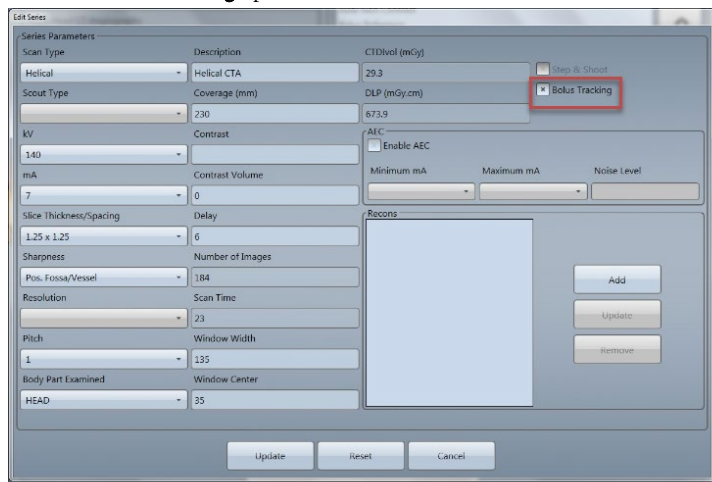 Edit Series
Series Parameters
Scan Type
Helical
Scout Type
kV
140
mA
7
Slice Thickness/Spacing
1.25 x 1.25
Sharpness
Pos. Fossa/Vessel
Resolution
Pitch
1
Body Part Examined
HEAD
Description
Helical CTA
Coverage (mm)
230
Contrast
Contrast Volume
0
Delay
6
Number of Images
184
Scan Time
23
Window Width
135
Window Center
35
CTDIvol (mGy)
29.3
DLP (mGy.cm)
673.9
Step & Shoot
Bolus Tracking
AEC
Enable AEC
Minimum mA
Maximum mA
Noise Level
Recons
Add
Update
Remove
Update
Reset
Cancel